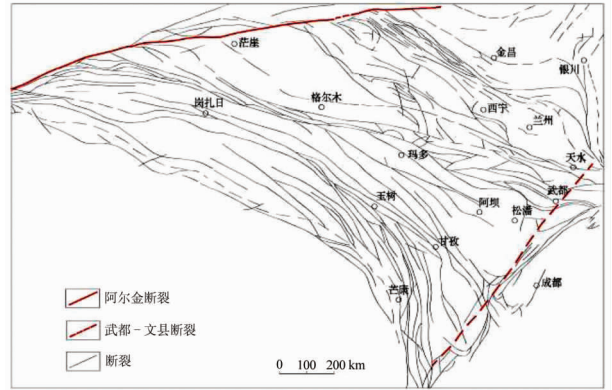 茫崖
金昌
银川
岗扎日
格尔木
西宁
兰州
玛多
天水
玉树
阿坝
武都
松潘
甘孜
芒康
成都
阿尔金断裂
武都-文县断裂
断裂
0 100 200 km